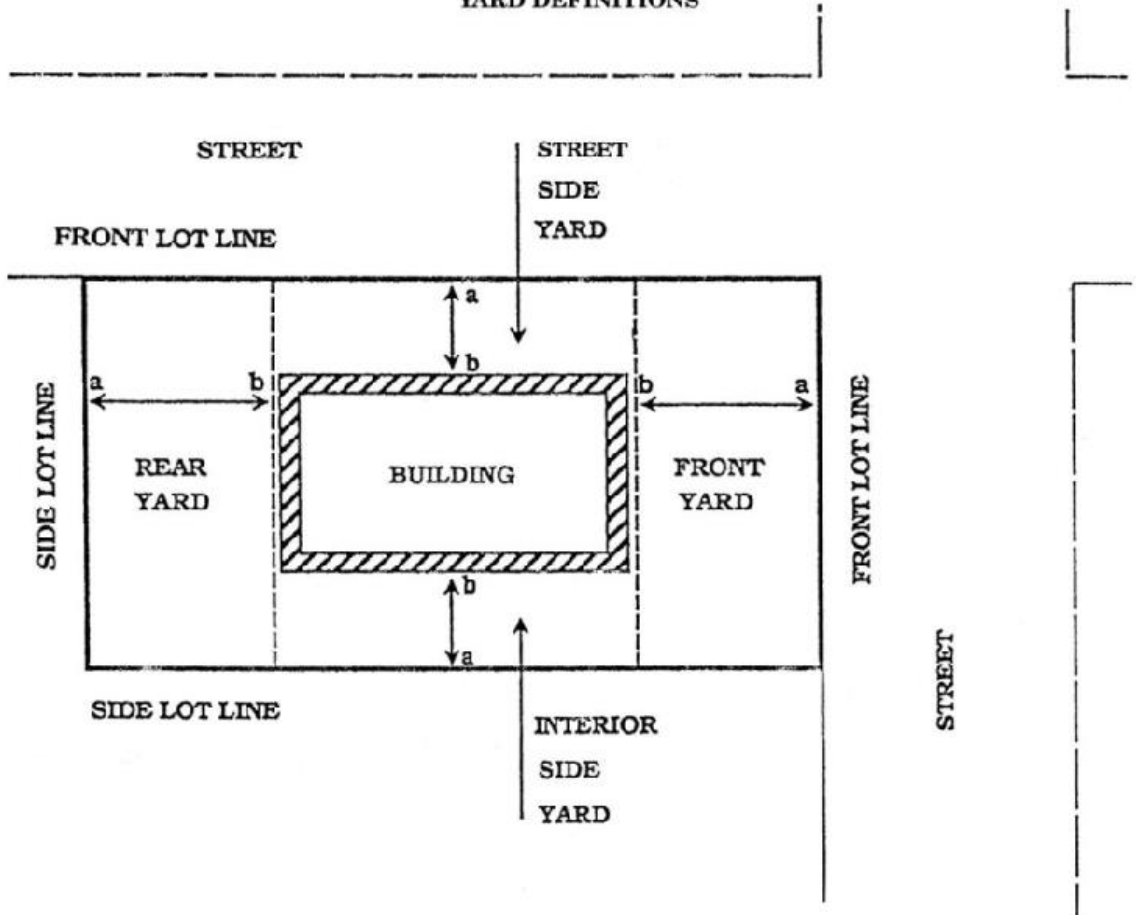 YARD DEFINITIONS
STREET
STREET
SIDE
YARD
FRONT LOT LINE
a
b
a
b
b
a
SIDE LOT LINE
REAR
YARD
BUILDING
FRONT
YARD
FRONT LOT LINE
b
a
SIDE LOT LINE
INTERIOR
SIDE
YARD
STREET